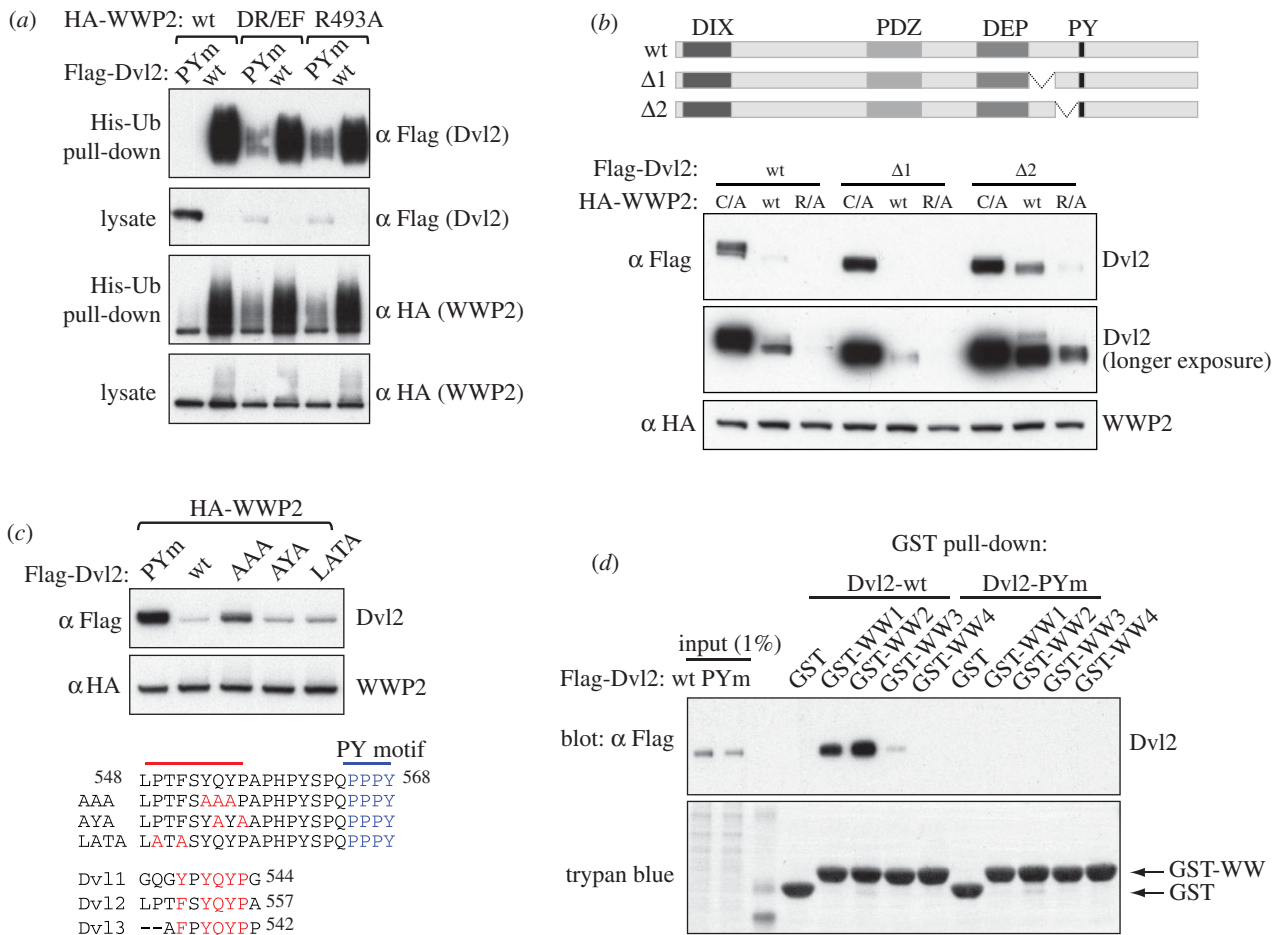 (a)
HA-WWP2: wt DR/EF R493A
Flag-Dvl2: PYm wt PYm wt PYm wt
His-Ub
pull-down
α Flag (Dvl2)
lysate
α Flag (Dvl2)
His-Ub
pull-down
α HA (WWP2)
lysate
α HA (WWP2)
(b)
DIX PDZ DEP PY
wt
Δ1
Δ2
Flag-Dvl2: wt Δ1 Δ2
HA-WWP2: C/A wt R/A C/A wt R/A C/A wt R/A
α Flag
Dvl2
Dvl2
(longer exposure)
α HA
WWP2
(c)
HA-WWP2
Flag-Dvl2: PYm wt AAA AYA LATA
α Flag
Dvl2
αHA
WWP2
PY motif
548 LPTFSYQYPAPHPYSPQPPPY 568
AAA LPTFSAAAPAPHPYSPQPPPY
AYA LPTFSYAYAAPHPYSPQPPPY
LATA LATASYQYPAPHPYSPQPPPY
Dvl1 GQGYPYQYPG 544
Dvl2 LPTFSYQYPA 557
Dvl3 --AFPYQYPP 542
(d)
GST pull-down:
Dvl2-wt Dvl2-PYm
input (1%)
Flag-Dvl2: wt PYm GST GST-WW1 GST-WW2 GST-WW3 GST-WW4 GST GST-WW1 GST-WW2 GST-WW3 GST-WW4
blot: α Flag
Dvl2
trypan blue
GST-WW
GST